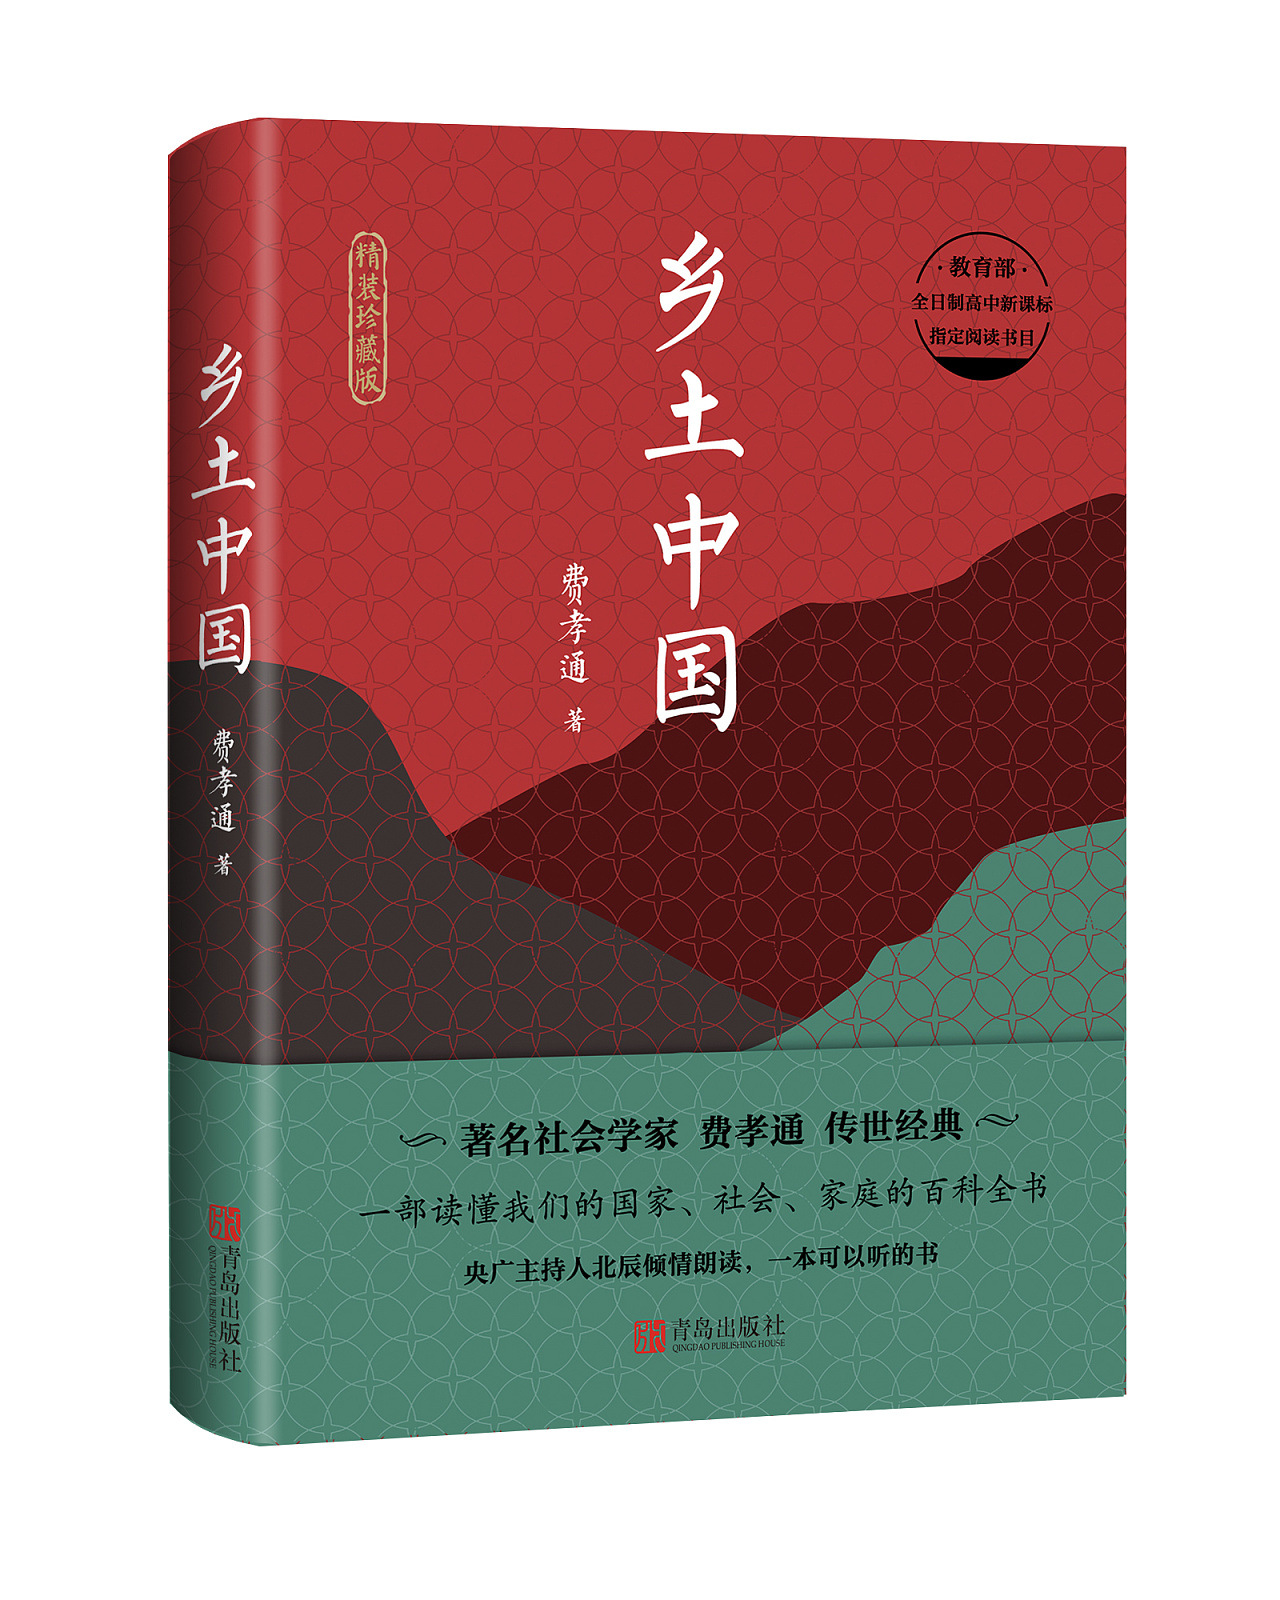 乡土中国
费孝通 著
青岛出版社
QINGDAO PUBLISHING HOUSE
精装珍藏版
乡土中国
费孝通 著
·教育部·
全日制高中新课标
指定阅读书目
著名社会学家 费孝通 传世经典
一部读懂我们的国家、社会、家庭的百科全书
央广主持人北辰倾情朗读，一本可以听的书
青岛出版社
QINGDAO PUBLISHING HOUSE